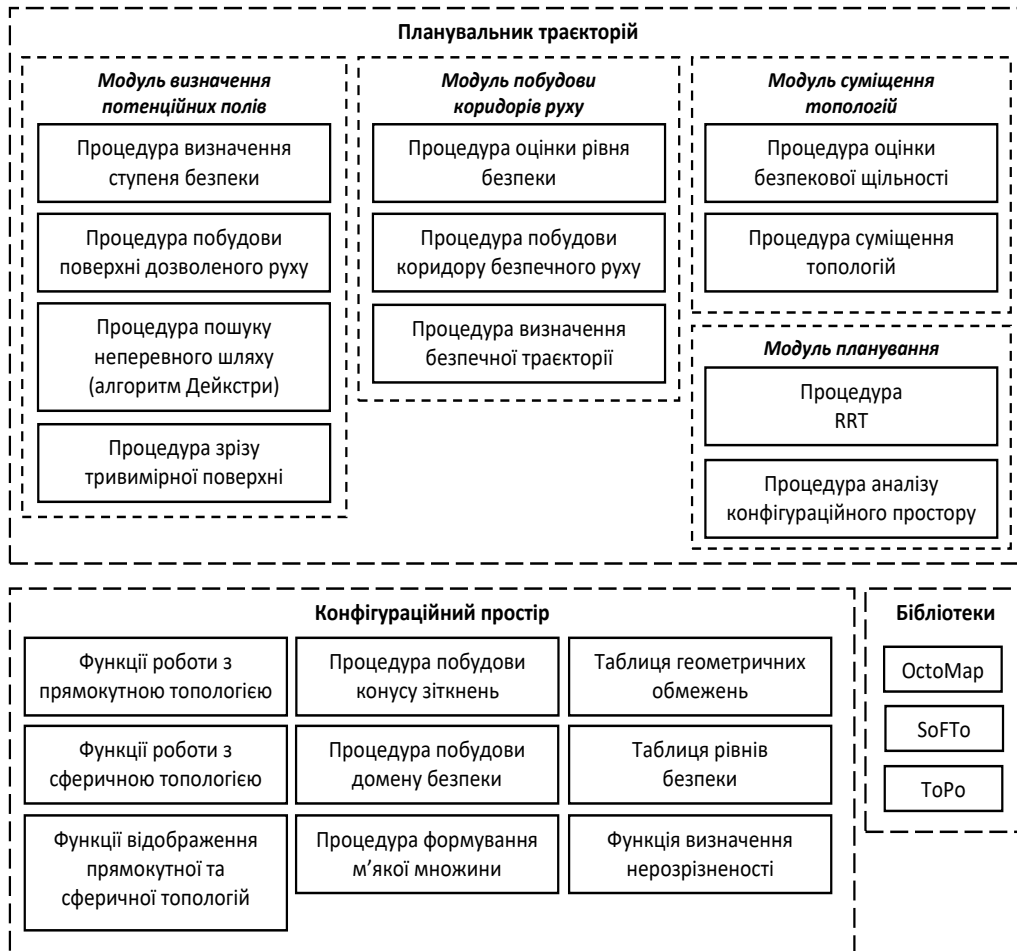 Планувальник траєкторій
Модуль визначення
потенційних полів
Процедура визначення
ступеня безпеки
Процедура побудови
поверхні дозволеного руху
Процедура пошуку
неперевного шляху
(алгоритм Дейкстри)
Процедура зрізу
тривимірної поверхні
Модуль побудови
коридорів руху
Процедура оцінки рівня
безпеки
Процедура побудови
коридору безпечного руху
Процедура визначення
безпечної траєкторії
Модуль суміщення
топологій
Процедура оцінки
безпекової щільності
Процедура суміщення
топологій
Модуль планування
Процедура
RRT
Процедура аналізу
конфігураційного простору
Конфігураційний простір
Функції роботи з
прямокутною топологією
Процедура побудови
конусу зіткнень
Таблиця геометричних
обмежень
Функції роботи з
сферичною топологією
Процедура побудови
домену безпеки
Таблиця рівнів
безпеки
Функції відображення
прямокутної та
сферичної топологій
Процедура формування
м’якої множини
Функція визначення
нерозрізненості
Бібліотеки
OctoMap
SoFTo
ToPo